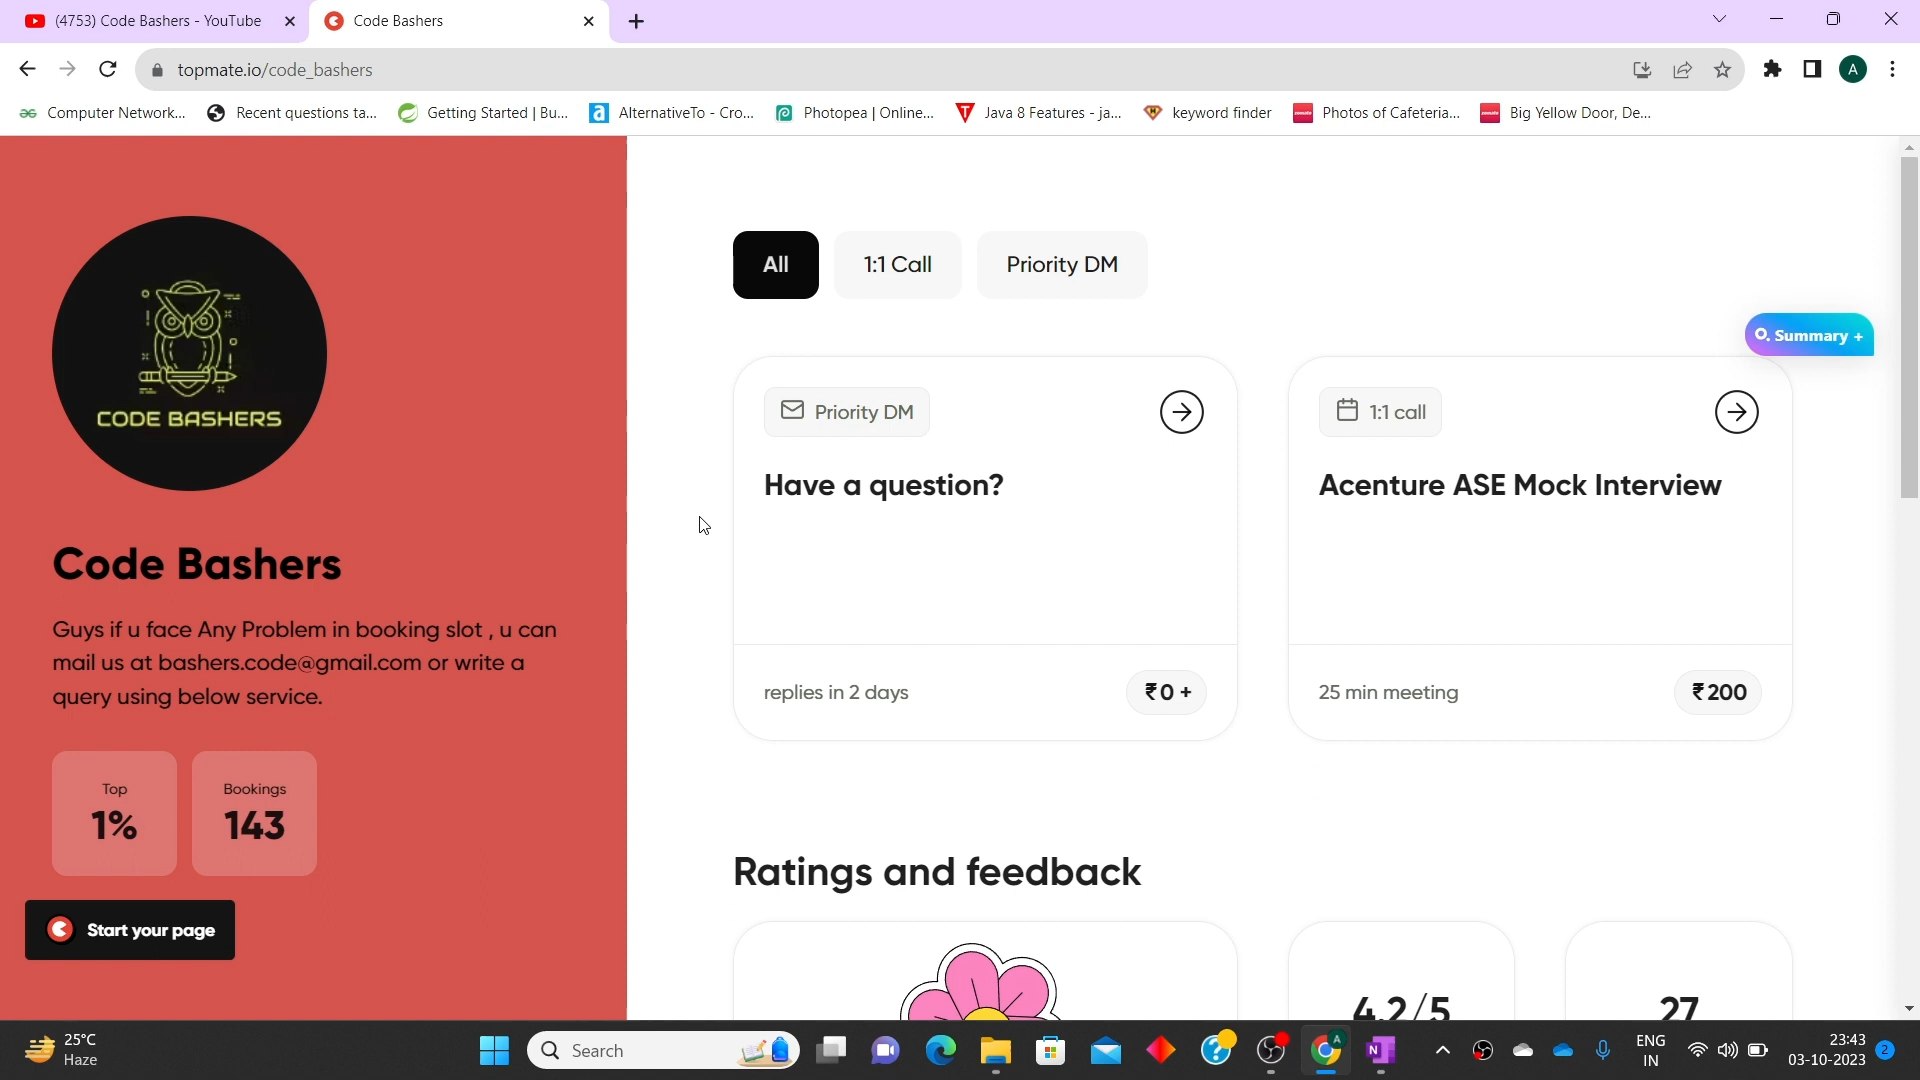 (4753) Code Bashers - YouTube
Code Bashers
topmate.io/code_bashers
A
Computer Network...
Recent questions ta...
Getting Started | Bu...
AlternativeTo - Cro...
Photopea | Online...
Java 8 Features - ja...
keyword finder
Photos of Cafeteria...
Big Yellow Door, De...
CODE BASHERS
Code Bashers
Guys if u face Any Problem in booking slot , u can
mail us at bashers.code@gmail.com or write a
query using below service.
Top
1%
Bookings
143
Start your page
All
1:1 Call
Priority DM
Summary +
Priority DM
Have a question?
replies in 2 days
₹0 +
1:1 call
Acenture ASE Mock Interview
25 min meeting
₹200
Ratings and feedback
4.2/5
27
25°C
Haze
Search
ENG
IN
23:43
03-10-2023
2